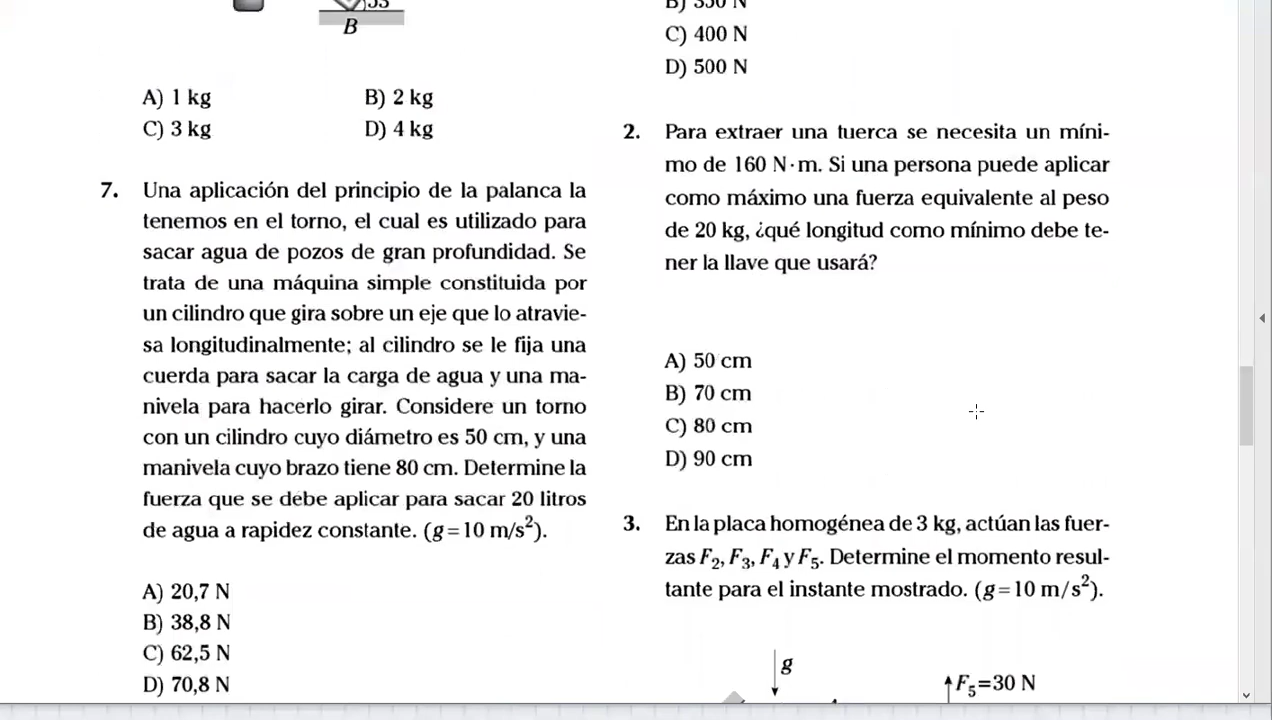 B
A) 1 kg
B) 2 kg
C) 3 kg
D) 4 kg
7. Una aplicación del principio de la palanca la
tenemos en el torno, el cual es utilizado para
sacar agua de pozos de gran profundidad. Se
trata de una máquina simple constituida por
un cilindro que gira sobre un eje que lo atravie-
sa longitudinalmente; al cilindro se le fija una
cuerda para sacar la carga de agua y una ma-
nivela para hacerlo girar. Considere un torno
con un cilindro cuyo diámetro es 50 cm, y una
manivela cuyo brazo tiene 80 cm. Determine la
fuerza que se debe aplicar para sacar 20 litros
de agua a rapidez constante. (g=10 m/s²).
A) 20,7 N
B) 38,8 N
C) 62,5 N
D) 70,8 N
B) 350 N
C) 400 N
D) 500 N
2. Para extraer una tuerca se necesita un míni-
mo de 160 N·m. Si una persona puede aplicar
como máximo una fuerza equivalente al peso
de 20 kg, ¿qué longitud como mínimo debe te-
ner la llave que usará?
A) 50 cm
B) 70 cm
C) 80 cm
D) 90 cm
3. En la placa homogénea de 3 kg, actúan las fuer-
zas F₂, F₃, F₄ y F₅. Determine el momento resul-
tante para el instante mostrado. (g=10 m/s²).
g
F₅=30 N